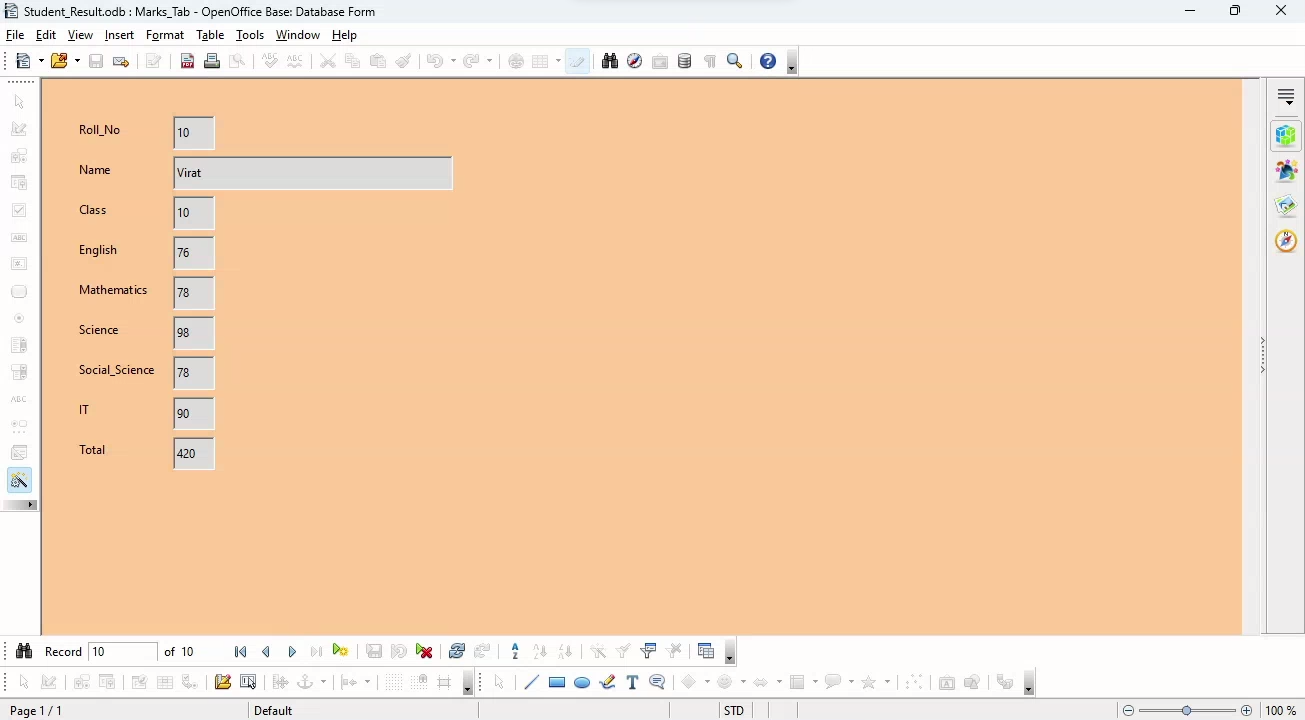 Student_Result.odb : Marks_Tab - OpenOffice Base: Database Form
File Edit View Insert Format Table Tools Window Help
Roll_No 10
Name Virat
Class 10
English 76
Mathematics 78
Science 98
Social_Science 78
IT 90
Total 420
Record 10 of 10
Page 1 / 1 Default STD 100 %